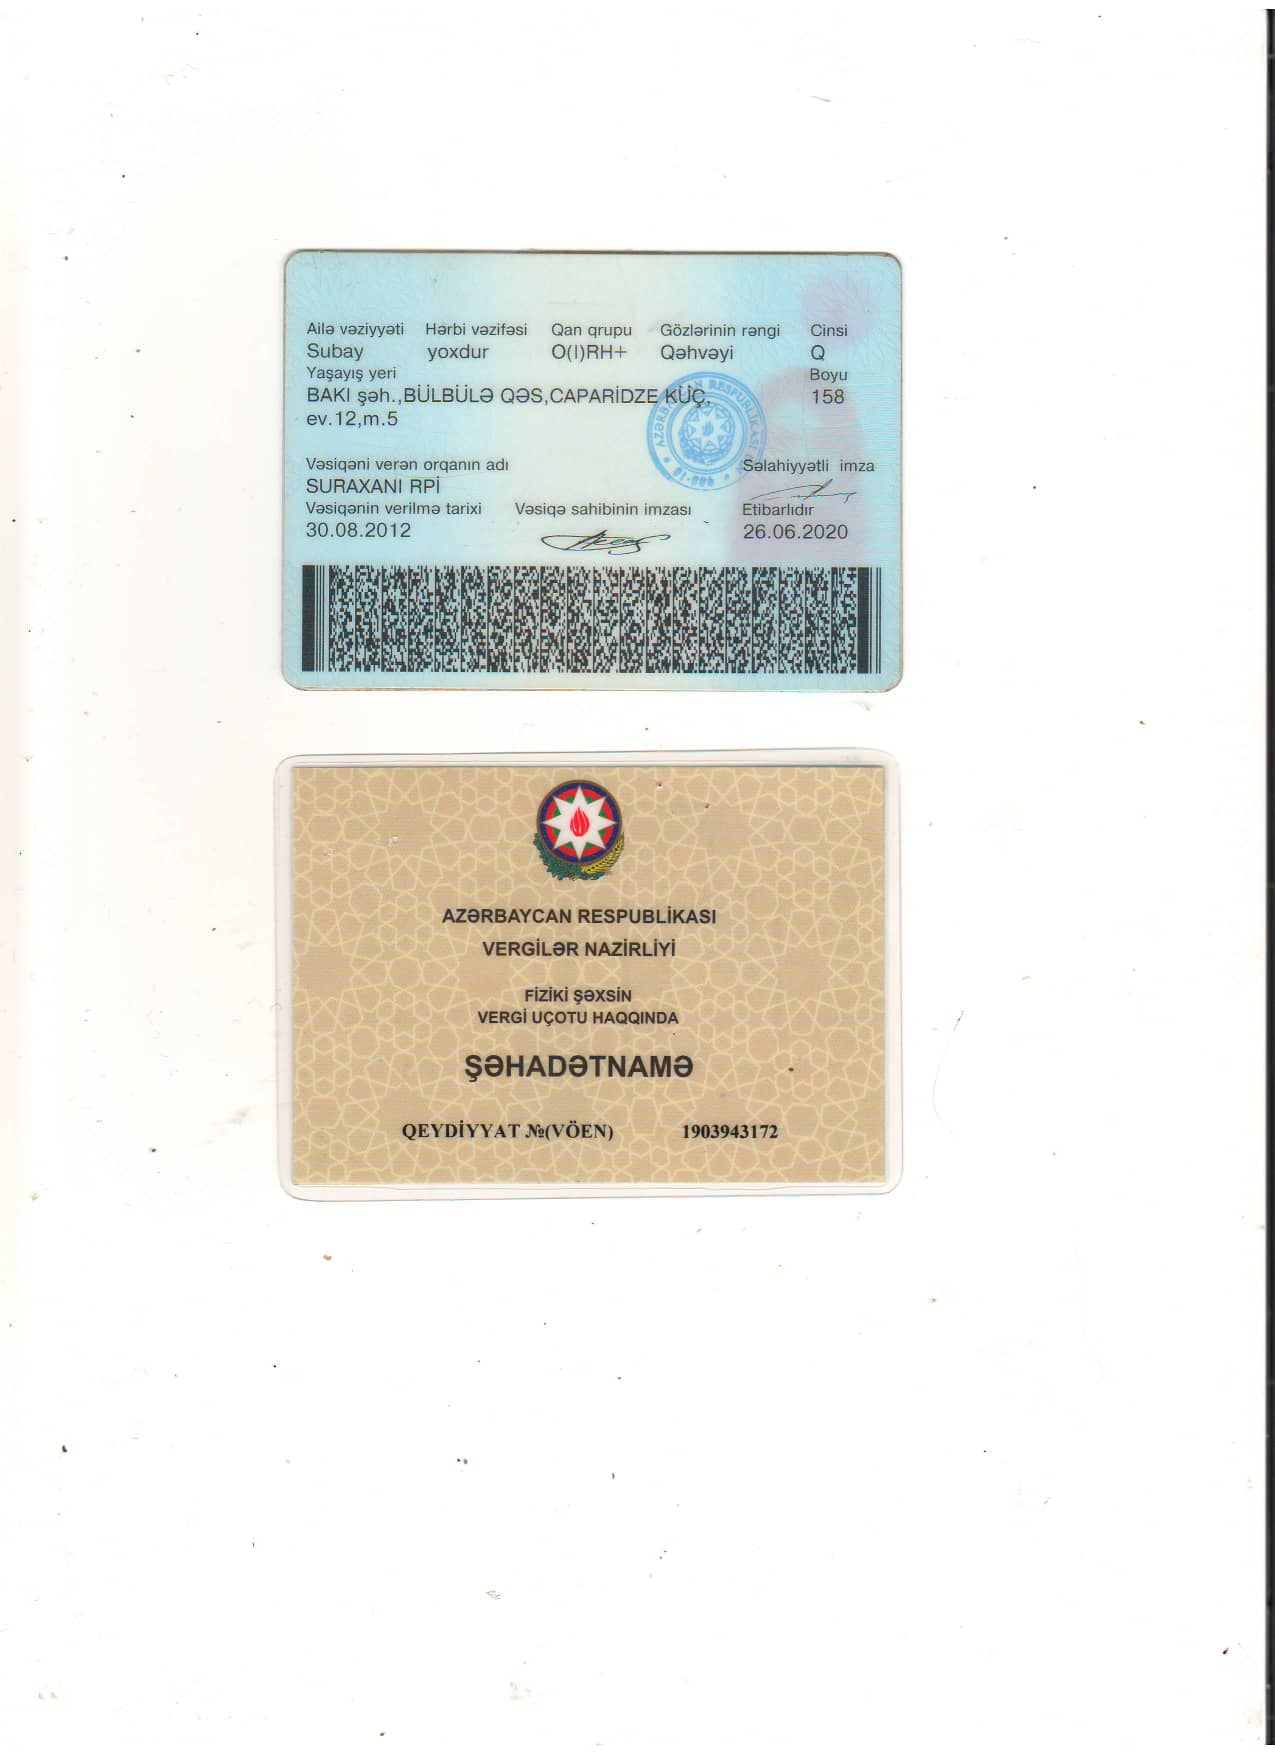 Ailə vəziyyəti Hərbi vəzifəsi Qan qrupu Gözlərinin rəngi Cinsi
Subay yoxdur O(I)RH+ Qəhvəyi Q
Yaşayış yeri Boyu
BAKI şəh.,BÜLBÜLƏ QƏS,CAPARİDZE KÜÇ, 158
ev.12,m.5
Vəsiqəni verən orqanın adı Səlahiyyətli imza
SURAXANI RPİ
Vəsiqənin verilmə tarixi Vəsiqə sahibinin imzası Etibarlıdır
30.08.2012 26.06.2020
AZƏRBAYCAN RESPUBLİKASI
VERGİLƏR NAZİRLİYİ
FİZİKİ ŞƏXSİN
VERGİ UÇOTU HAQQINDA
ŞƏHADƏTNAMƏ
QEYDİYYAT №(VÖEN) 1903943172